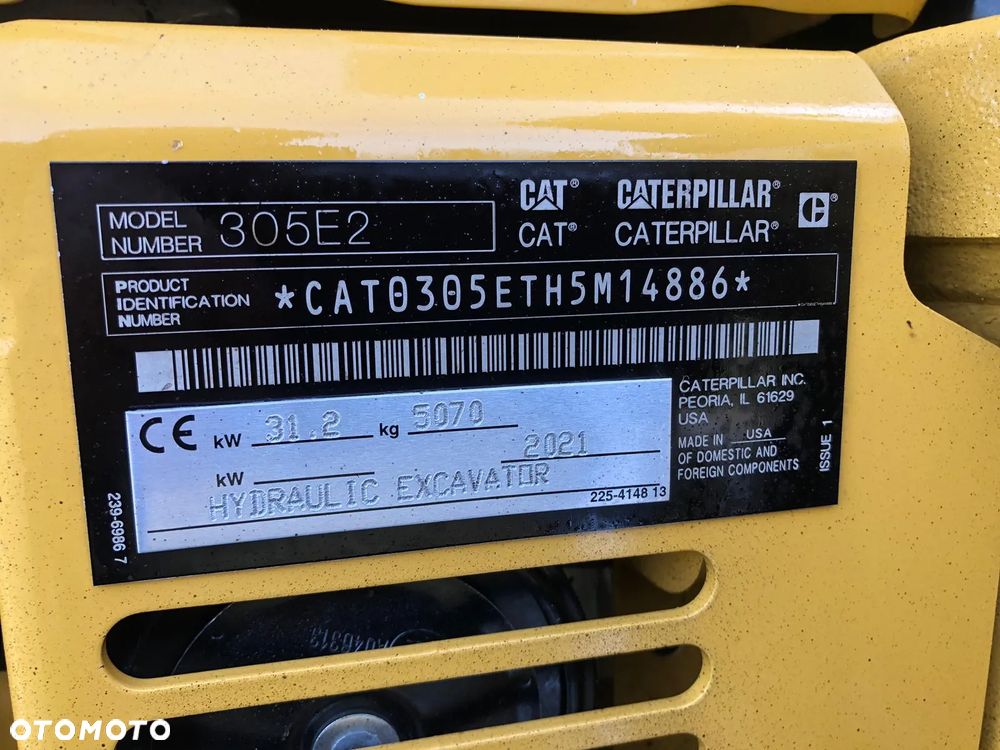 MODEL NUMBER 305E2
CAT® CATERPILLAR®
CAT® CATERPILLAR®
PRODUCT IDENTIFICATION NUMBER *CAT0305ETH5M14886*
CATERPILLAR INC.
PEORIA, IL 61629
USA
MADE IN USA
OF DOMESTIC AND
FOREIGN COMPONENTS
ISSUE 1
CE kW 31.2 kg 5070
2021
kW
HYDRAULIC EXCAVATOR
225-4148 13
239-6986 7
OTOMOTO